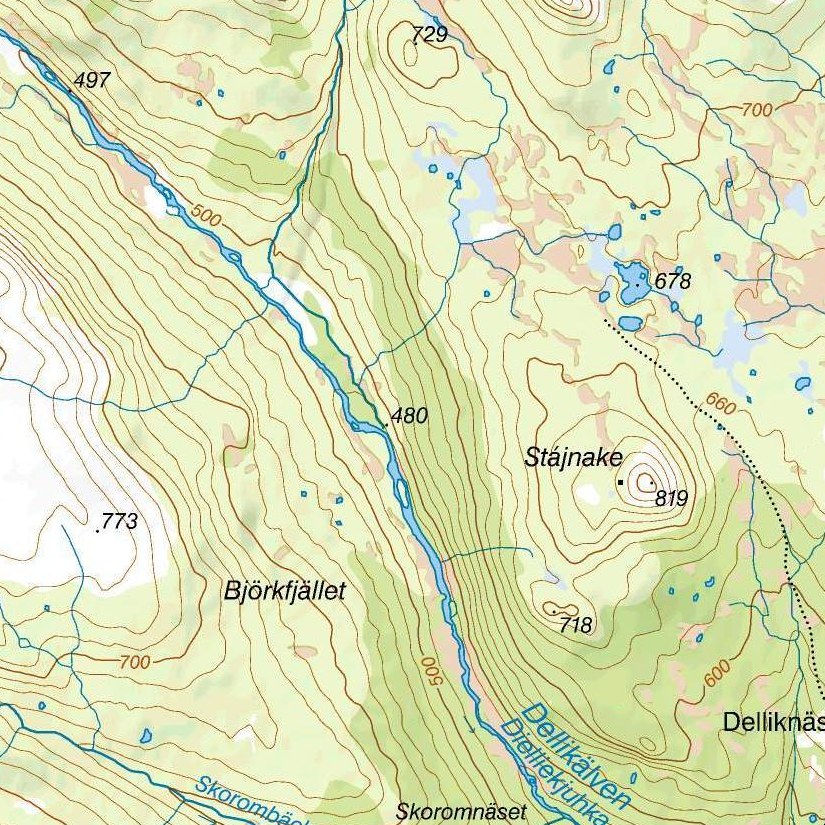 729
497
700
500
678
660
480
Stájnake
819
773
Björkfjället
718
700
500
600
Delliknäs
Dellikälven
Dielliekjuhka
Skorombäc
Skoromnäset